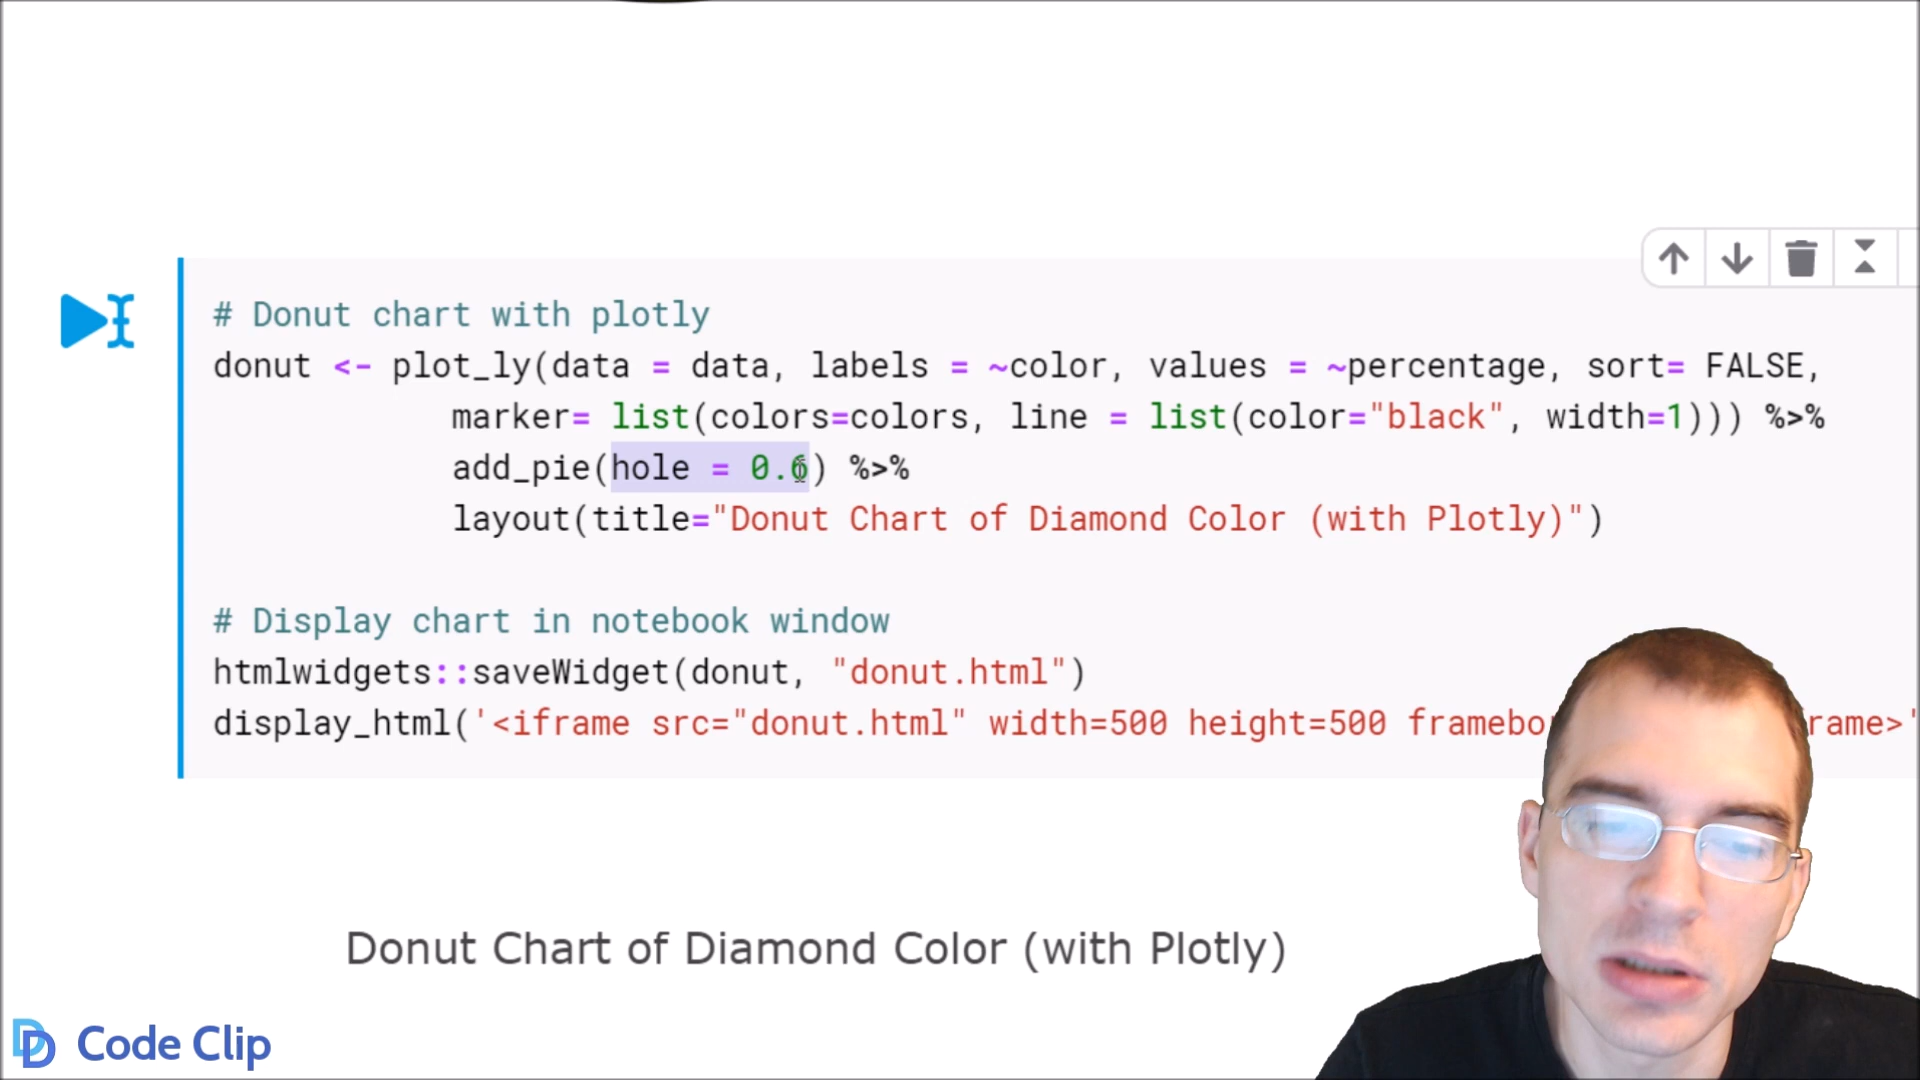 # Donut chart with plotly
donut <- plot_ly(data = data, labels = ~color, values = ~percentage, sort= FALSE,
marker= list(colors=colors, line = list(color="black", width=1))) %>%
add_pie(hole = 0.6) %>%
layout(title="Donut Chart of Diamond Color (with Plotly)")
# Display chart in notebook window
htmlwidgets::saveWidget(donut, "donut.html")
display_html('<iframe src="donut.html" width=500 height=500 framebo rame>'
Donut Chart of Diamond Color (with Plotly)
Code Clip